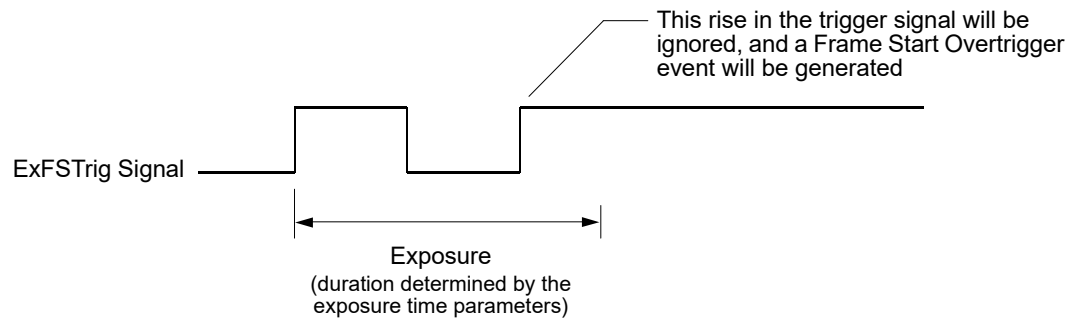 This rise in the trigger signal will be
ignored, and a Frame Start Overtrigger
event will be generated
ExFSTrig Signal
Exposure
(duration determined by the
exposure time parameters)